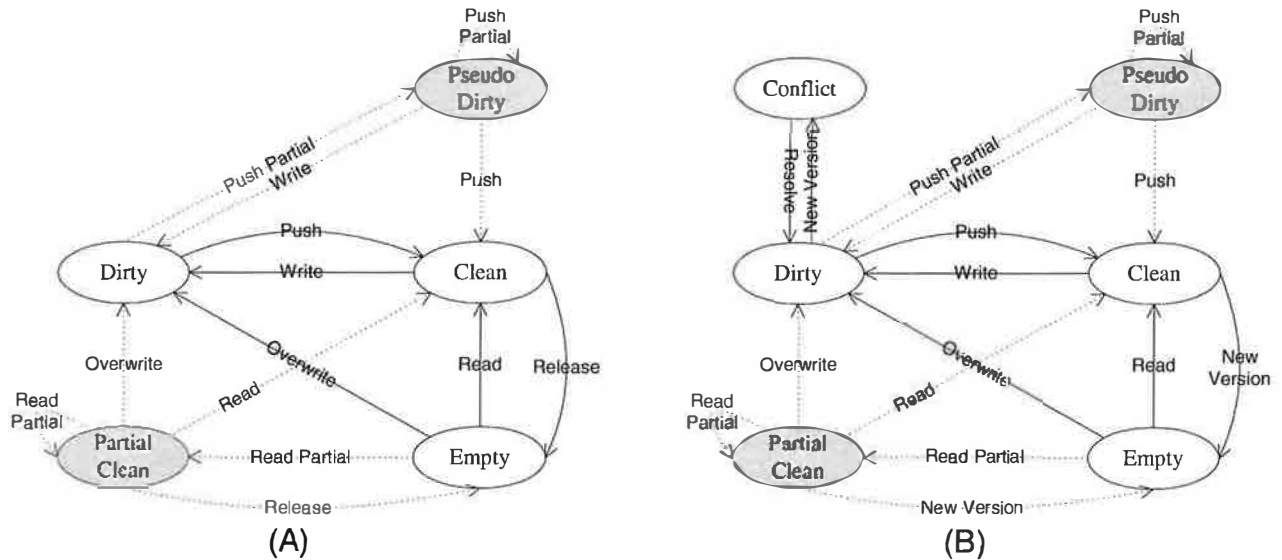 Push
Partial
Pseudo
Dirty
Push Partial
Write
Push
Push
Dirty
Write
Clean
Overwrite
Overwrite
Read
Read
Release
Read
Partial
Partial
Clean
Read Partial
Empty
Release
(A)
Push
Partial
Conflict
Pseudo
Dirty
Resolve
New Version
Push Partial
Write
Push
Push
Dirty
Write
Clean
Overwrite
Overwrite
Read
Read
New
Version
Read
Partial
Partial
Clean
Read Partial
Empty
New Version
(B)